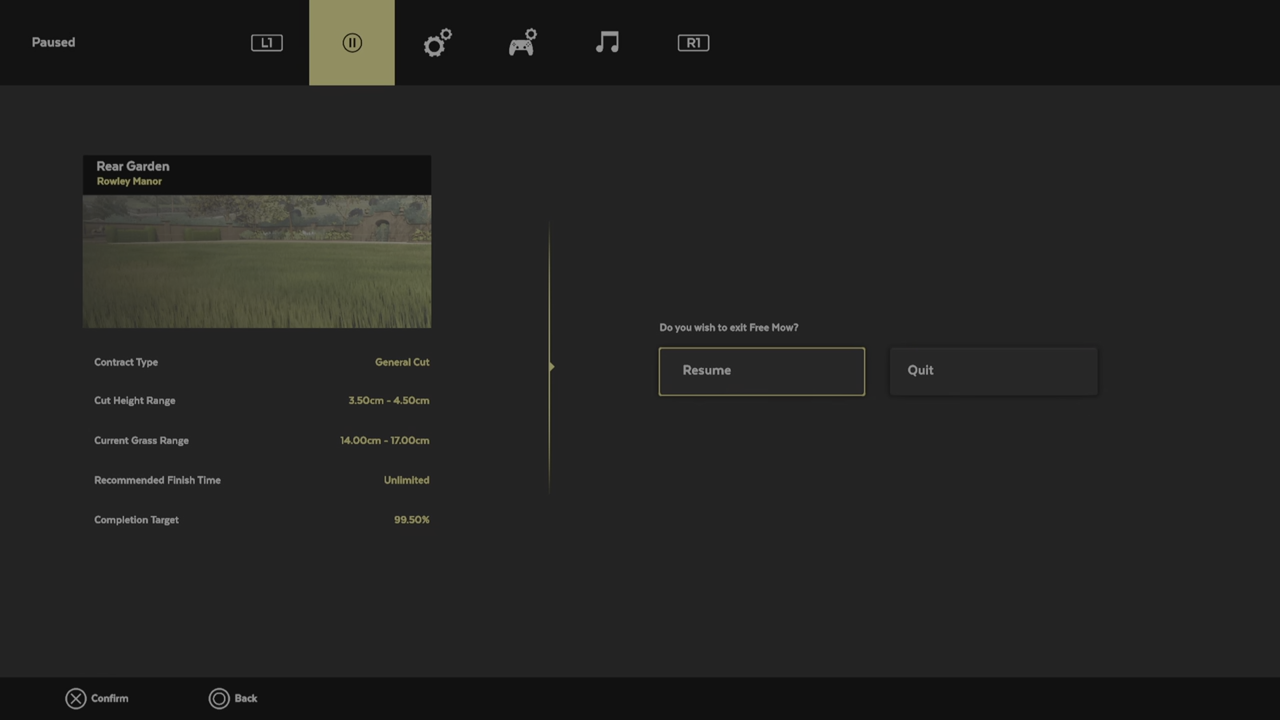 Paused
L1
R1
Rear Garden
Rowley Manor
Contract Type
General Cut
Cut Height Range
3.50cm - 4.50cm
Current Grass Range
14.00cm - 17.00cm
Recommended Finish Time
Unlimited
Completion Target
99.50%
Do you wish to exit Free Mow?
Resume
Quit
Confirm
Back